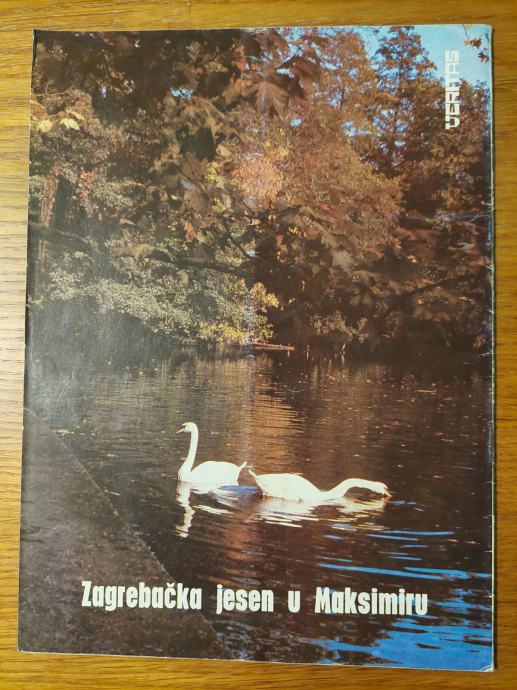 VERITAS
Zagrebačka jesen u Maksimiru